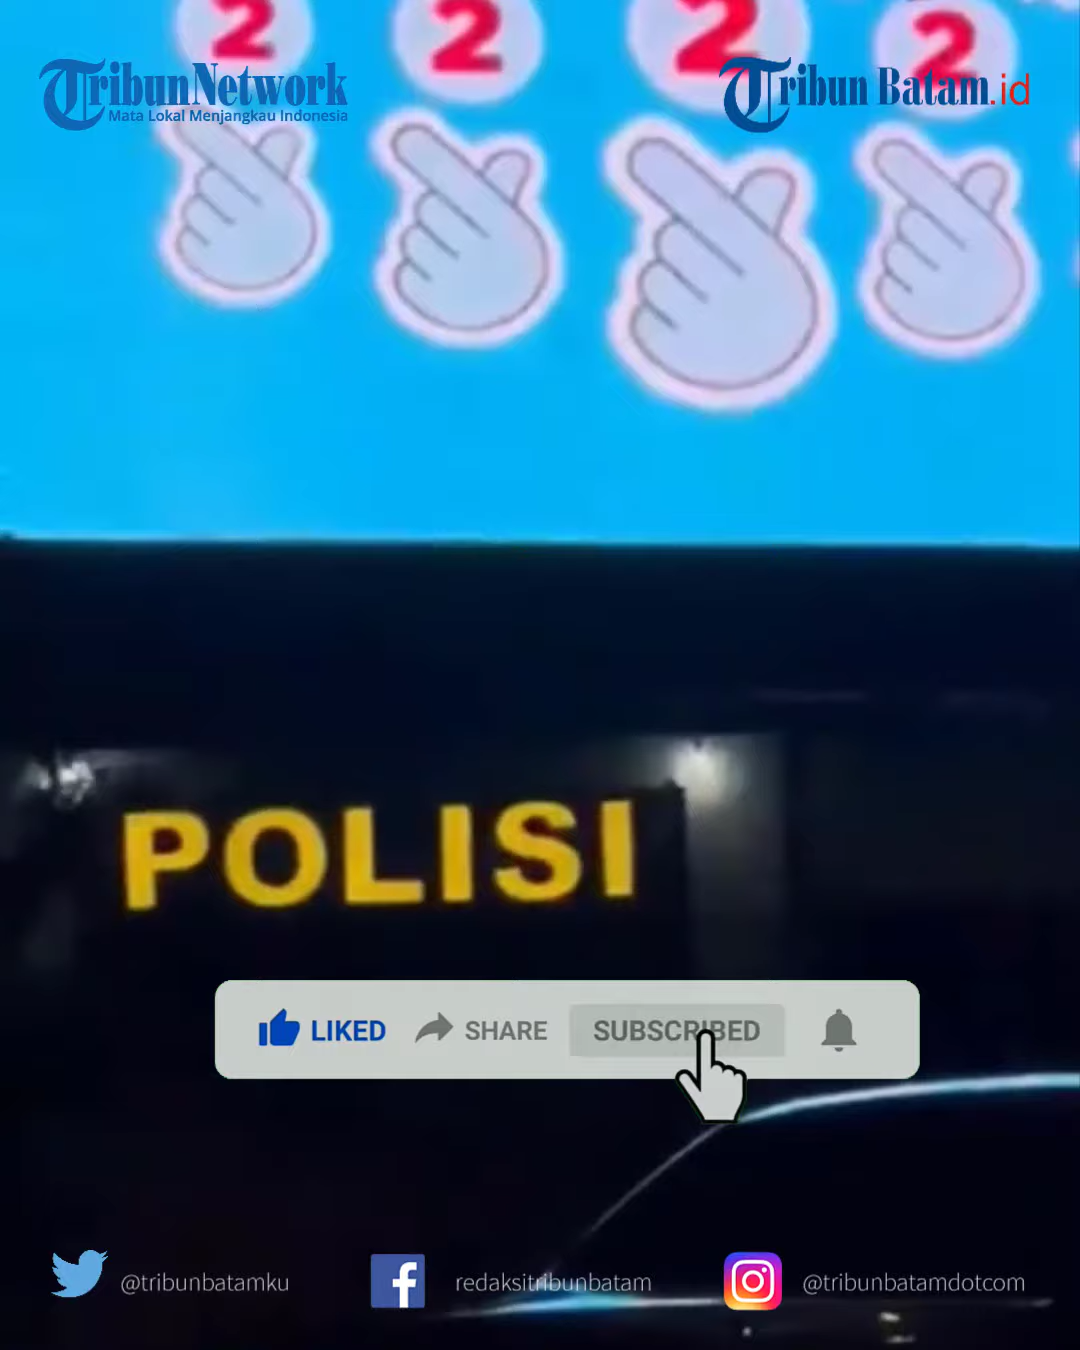 2 2 2 2
TribunNetwork
Mata Lokal Menjangkau Indonesia
Tribun Batam.id
POLISI
LIKED SHARE SUBSCRIBED
@tribunbatamku redaksitribunbatam @tribunbatamdotcom